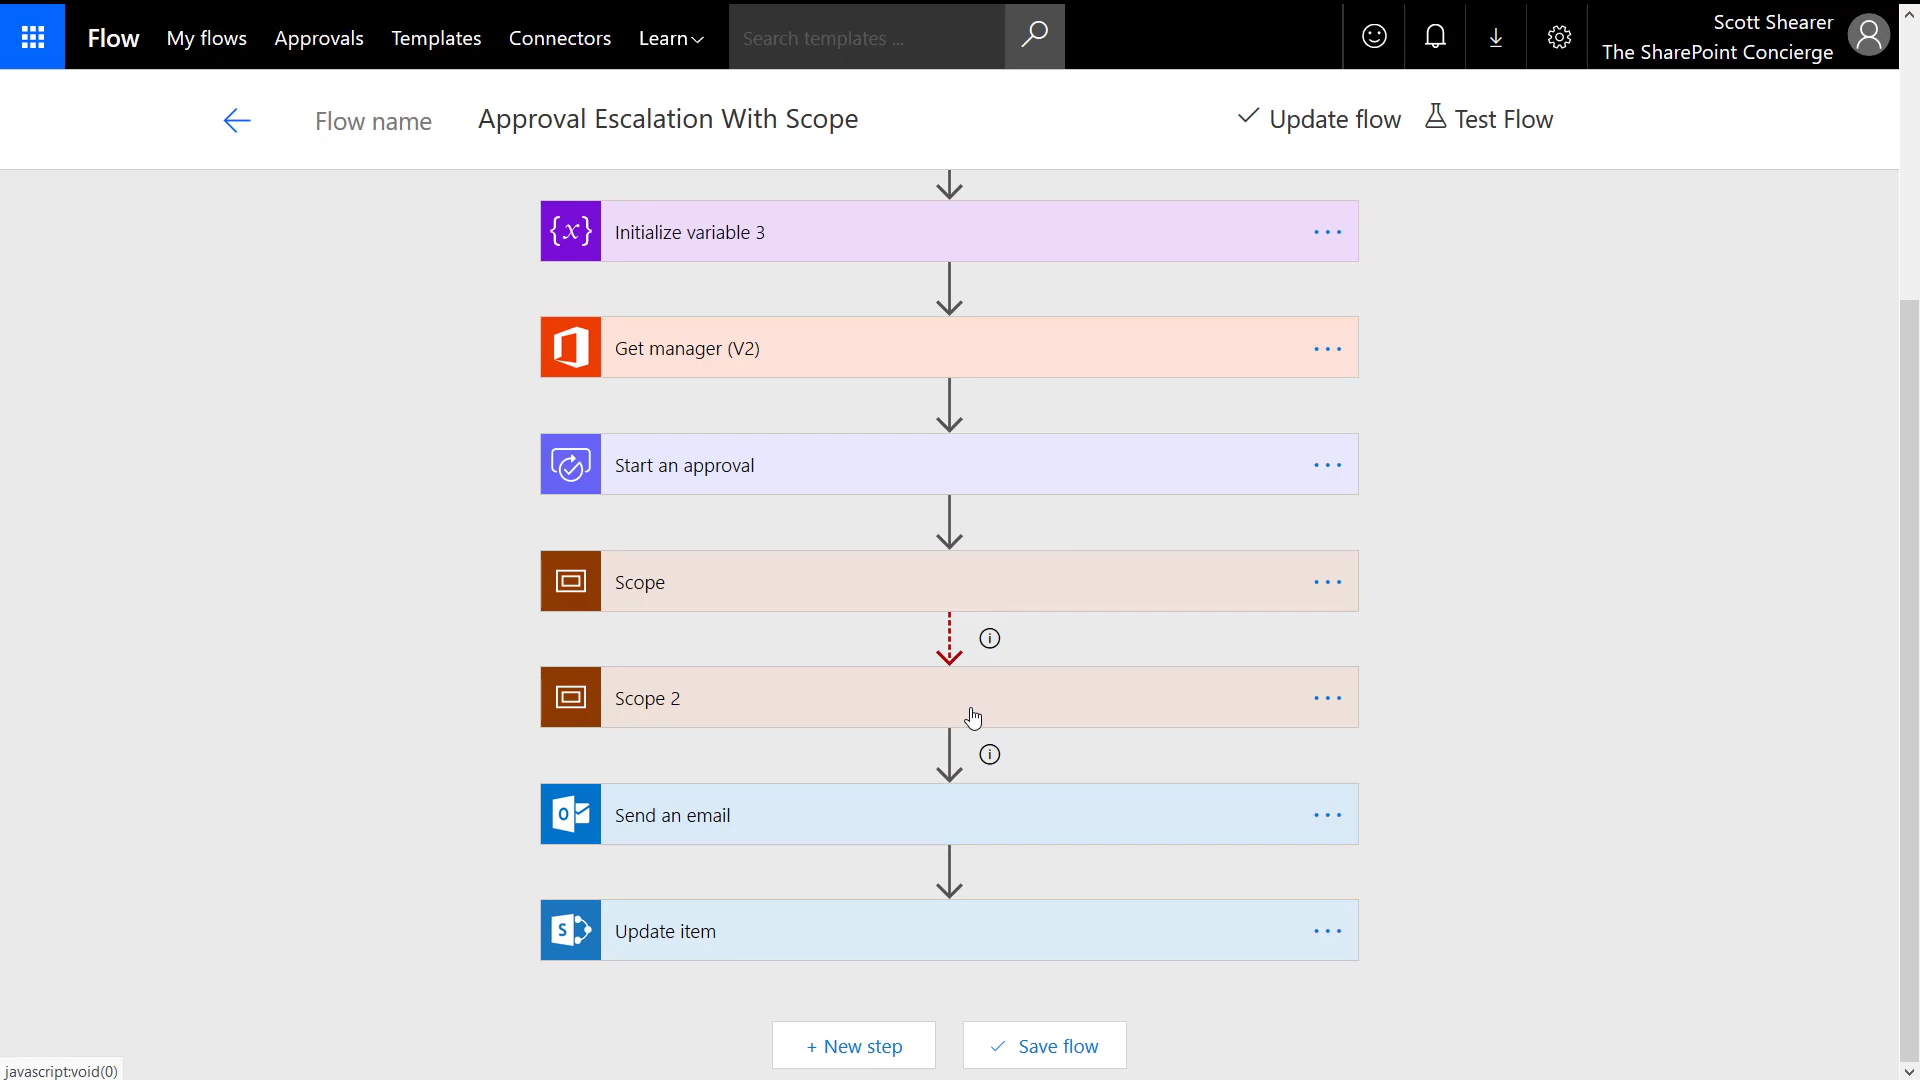 Flow My flows Approvals Templates Connectors Learn Search templates ... Scott Shearer
The SharePoint Concierge
Flow name Approval Escalation With Scope Update flow Test Flow
{x} Initialize variable 3
Get manager (V2)
Start an approval
Scope
Scope 2
Send an email
Update item
+ New step Save flow
javascript:void(0)